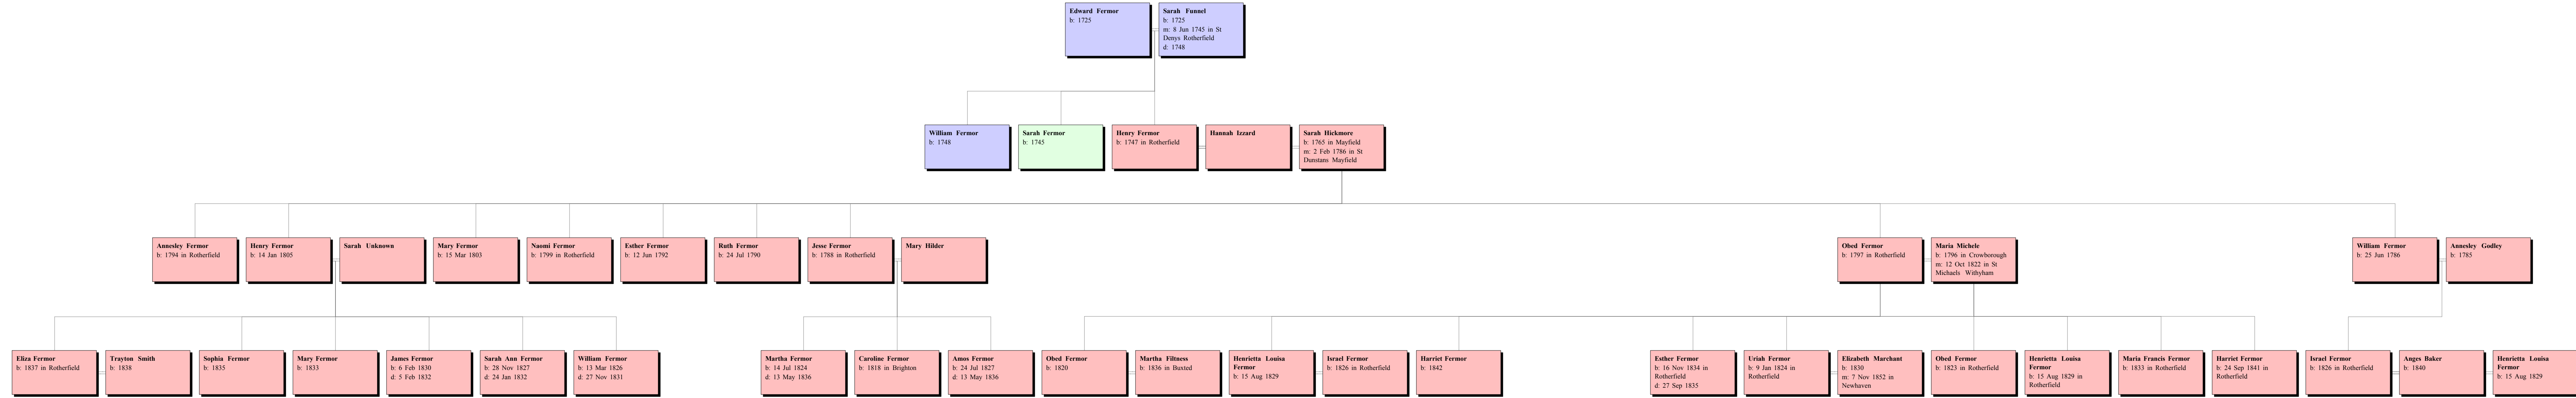 Edward Fermor
b: 1725
Sarah Funnel
b: 1725
m: 8 Jun 1745 in St
Denys Rotherfield
d: 1748
William Fermor
b: 1748
Sarah Fermor
b: 1745
Henry Fermor
b: 1747 in Rotherfield
Hannah Izzard
Sarah Hickmore
b: 1765 in Mayfield
m: 2 Feb 1786 in St
Dunstans Mayfield
Annesley Fermor
b: 1794 in Rotherfield
Henry Fermor
b: 14 Jan 1805
Sarah Unknown
Mary Fermor
b: 15 Mar 1803
Naomi Fermor
b: 1799 in Rotherfield
Esther Fermor
b: 12 Jun 1792
Ruth Fermor
b: 24 Jul 1790
Jesse Fermor
b: 1788 in Rotherfield
Mary Hilder
Obed Fermor
b: 1797 in Rotherfield
Maria Michele
b: 1796 in Crowborough
m: 12 Oct 1822 in St
Michaels Withyham
William Fermor
b: 25 Jun 1786
Annesley Godley
b: 1785
Eliza Fermor
b: 1837 in Rotherfield
Trayton Smith
b: 1838
Sophia Fermor
b: 1835
Mary Fermor
b: 1833
James Fermor
b: 6 Feb 1830
d: 5 Feb 1832
Sarah Ann Fermor
b: 28 Nov 1827
d: 24 Jan 1832
William Fermor
b: 13 Mar 1826
d: 27 Nov 1831
Martha Fermor
b: 14 Jul 1824
d: 13 May 1836
Caroline Fermor
b: 1818 in Brighton
Amos Fermor
b: 24 Jul 1827
d: 13 May 1836
Obed Fermor
b: 1820
Martha Filtness
b: 1836 in Buxted
Henrietta Louisa
Fermor
b: 15 Aug 1829
Israel Fermor
b: 1826 in Rotherfield
Harriet Fermor
b: 1842
Esther Fermor
b: 16 Nov 1834 in
Rotherfield
d: 27 Sep 1835
Uriah Fermor
b: 9 Jan 1824 in
Rotherfield
Elizabeth Marchant
b: 1830
m: 7 Nov 1852 in
Newhaven
Obed Fermor
b: 1823 in Rotherfield
Henrietta Louisa
Fermor
b: 15 Aug 1829 in
Rotherfield
Maria Francis Fermor
b: 1833 in Rotherfield
Harriet Fermor
b: 24 Sep 1841 in
Rotherfield
Israel Fermor
b: 1826 in Rotherfield
Anges Baker
b: 1840
Henrietta Louisa
Fermor
b: 15 Aug 1829